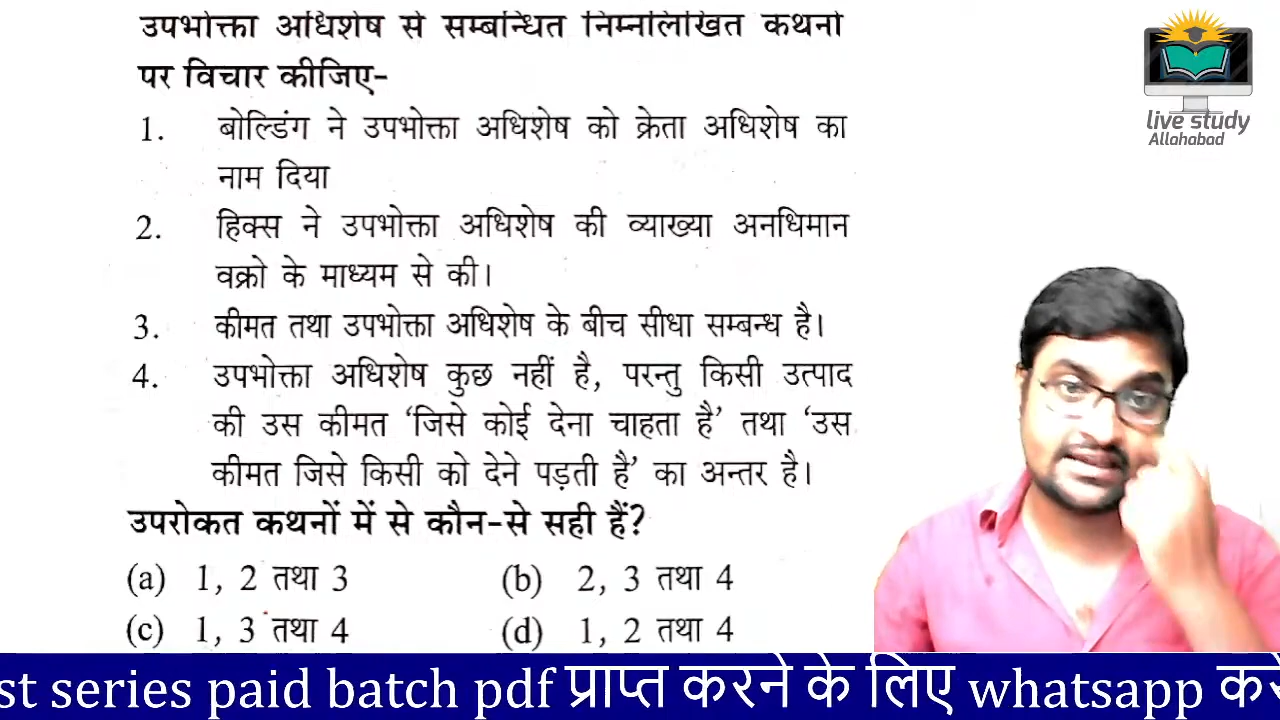 उपभोक्ता अधिशेष से सम्बन्धित निम्नलिखित कथनों
पर विचार कीजिए-
1. बोल्डिंग ने उपभोक्ता अधिशेष को क्रेता अधिशेष का
नाम दिया
2. हिक्स ने उपभोक्ता अधिशेष की व्याख्या अनधिमान
वक्रो के माध्यम से की।
3. कीमत तथा उपभोक्ता अधिशेष के बीच सीधा सम्बन्ध है।
4. उपभोक्ता अधिशेष कुछ नहीं है, परन्तु किसी उत्पाद
की उस कीमत ‘जिसे कोई देना चाहता है’ तथा ‘उस
कीमत जिसे किसी को देने पड़ती है’ का अन्तर है।
उपरोकत कथनों में से कौन-से सही हैं?
(a) 1, 2 तथा 3 (b) 2, 3 तथा 4
(c) 1, 3 तथा 4 (d) 1, 2 तथा 4
live study
Allahabad
st series paid batch pdf प्राप्त करने के लिए whatsapp करे